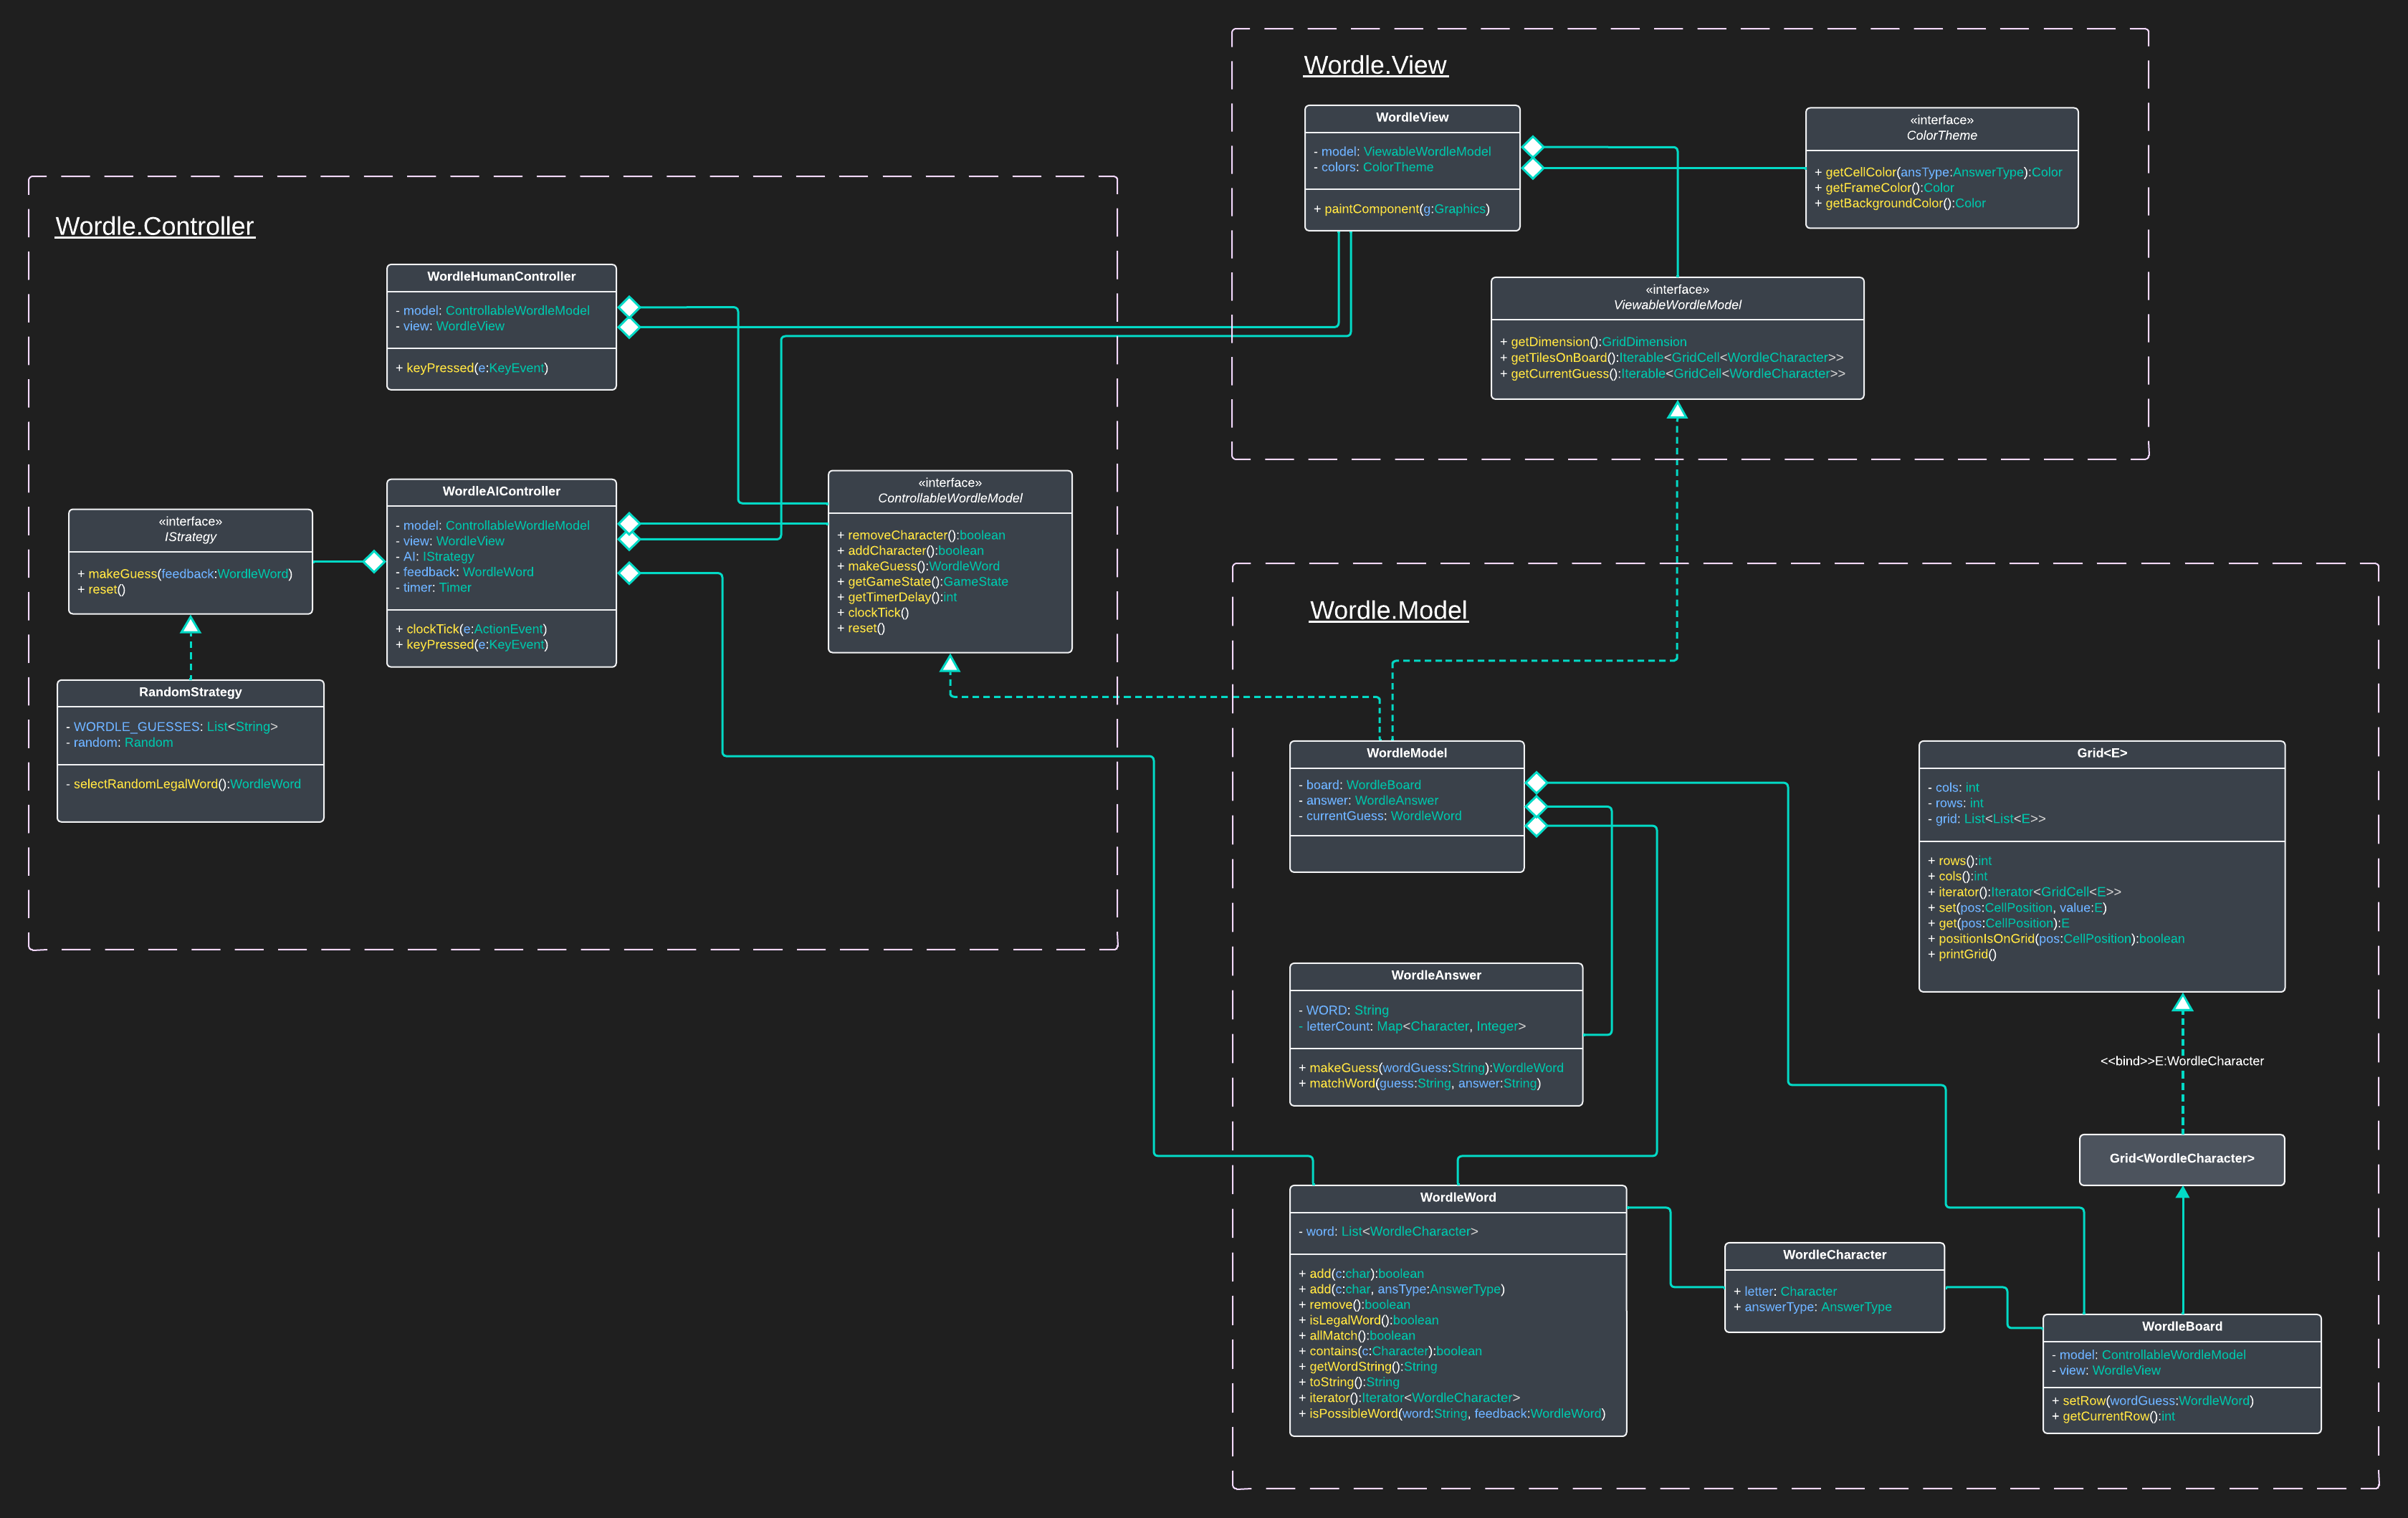 Wordle.View
WordleView
- model: ViewableWordleModel
- colors: ColorTheme
+ paintComponent(g:Graphics)
«interface»
ColorTheme
+ getCellColor(ansType:AnswerType):Color
+ getFrameColor():Color
+ getBackgroundColor():Color
«interface»
ViewableWordleModel
+ getDimension():GridDimension
+ getTilesOnBoard():Iterable<GridCell<WordleCharacter>>
+ getCurrentGuess():Iterable<GridCell<WordleCharacter>>
Wordle.Controller
WordleHumanController
- model: ControllableWordleModel
- view: WordleView
+ keyPressed(e:KeyEvent)
«interface»
IStrategy
+ makeGuess(feedback:WordleWord)
+ reset()
WordleAIController
- model: ControllableWordleModel
- view: WordleView
- AI: IStrategy
- feedback: WordleWord
- timer: Timer
+ clockTick(e:ActionEvent)
+ keyPressed(e:KeyEvent)
«interface»
ControllableWordleModel
+ removeCharacter():boolean
+ addCharacter():boolean
+ makeGuess():WordleWord
+ getGameState():GameState
+ getTimerDelay():int
+ clockTick()
+ reset()
RandomStrategy
- WORDLE_GUESSES: List<String>
- random: Random
- selectRandomLegalWord():WordleWord
Wordle.Model
WordleModel
- board: WordleBoard
- answer: WordleAnswer
- currentGuess: WordleWord
Grid<E>
- cols: int
- rows: int
- grid: List<List<E>>
+ rows():int
+ cols():int
+ iterator():Iterator<GridCell<E>>
+ set(pos:CellPosition, value:E)
+ get(pos:CellPosition):E
+ positionIsOnGrid(pos:CellPosition):boolean
+ printGrid()
WordleAnswer
- WORD: String
- letterCount: Map<Character, Integer>
+ makeGuess(wordGuess:String):WordleWord
+ matchWord(guess:String, answer:String)
<<bind>>E:WordleCharacter
Grid<WordleCharacter>
WordleWord
- word: List<WordleCharacter>
+ add(c:char):boolean
+ add(c:char, ansType:AnswerType)
+ remove():boolean
+ isLegalWord():boolean
+ allMatch():boolean
+ contains(c:Character):boolean
+ getWordString():String
+ toString():String
+ iterator():Iterator<WordleCharacter>
+ isPossibleWord(word:String, feedback:WordleWord)
WordleCharacter
+ letter: Character
+ answerType: AnswerType
WordleBoard
- model: ControllableWordleModel
- view: WordleView
+ setRow(wordGuess:WordleWord)
+ getCurrentRow():int